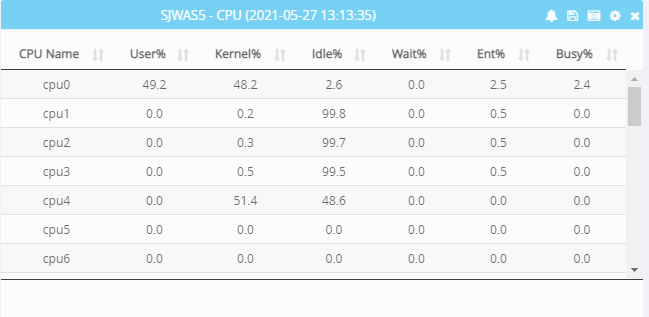 SJWAS5 - CPU (2021-05-27 13:13:35)
CPU Name User% Kernel% Idle% Wait% Ent% Busy%
cpu0 49.2 48.2 2.6 0.0 2.5 2.4
cpu1 0.0 0.2 99.8 0.0 0.5 0.0
cpu2 0.0 0.3 99.7 0.0 0.5 0.0
cpu3 0.0 0.5 99.5 0.0 0.5 0.0
cpu4 0.0 51.4 48.6 0.0 0.0 0.0
cpu5 0.0 0.0 0.0 0.0 0.0 0.0
cpu6 0.0 0.0 0.0 0.0 0.0 0.0